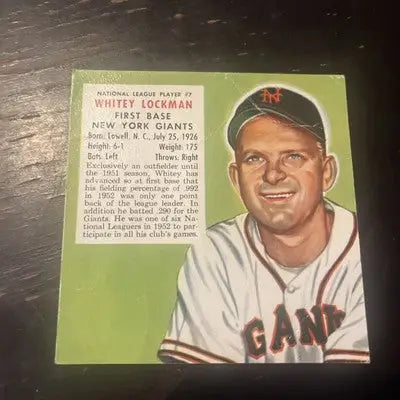 NATIONAL LEAGUE PLAYER #7
WHITEY LOCKMAN
FIRST BASE
NEW YORK GIANTS
Born: Lowell, N. C., July 25, 1926
Height: 6-1 Weight: 175
Bats: Left Throws: Right
Exclusively an outfielder until
the 1951 season, Whitey has
advanced so at first base that
his fielding percentage of .992
in 1952 was only one point
back of the league leader. In
addition he batted .290 for the
Giants. He was one of six Na-
tional Leaguers in 1952 to par-
ticipate in all his club's games.
NY
GIANT